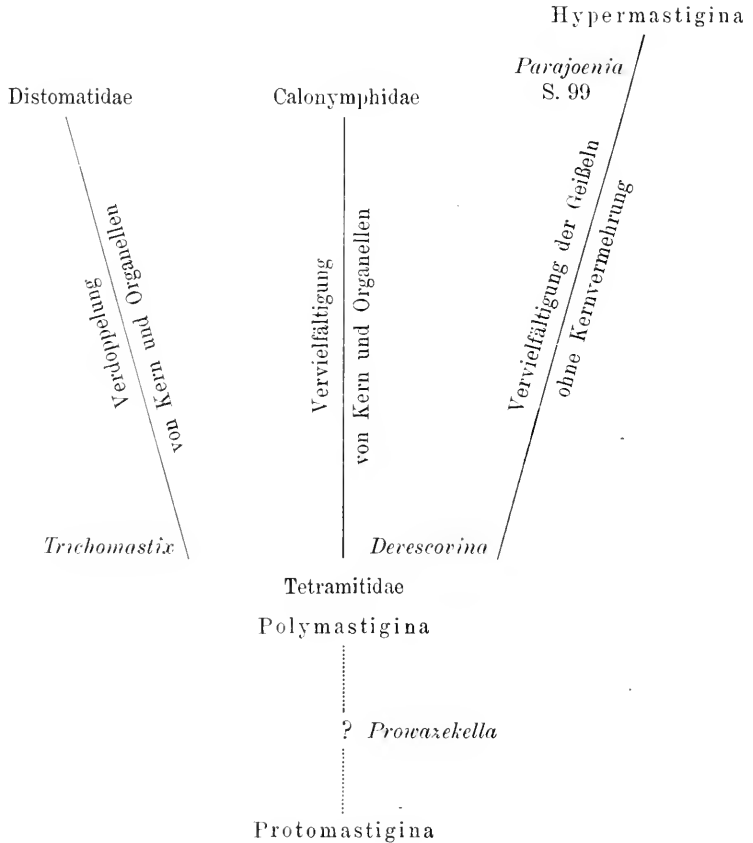 Hypermastigina
Parajoenia
S. 99
Distomatidae
Calonymphidae
Verdoppelung
von Kern und Organellen
Vervielfältigung
von Kern und Organellen
Vervielfältigung der Geißeln
ohne Kernvermehrung
Trichomastix
Devescovina
Tetramitidae
Polymastigina
? Prowazekella
Protomastigina